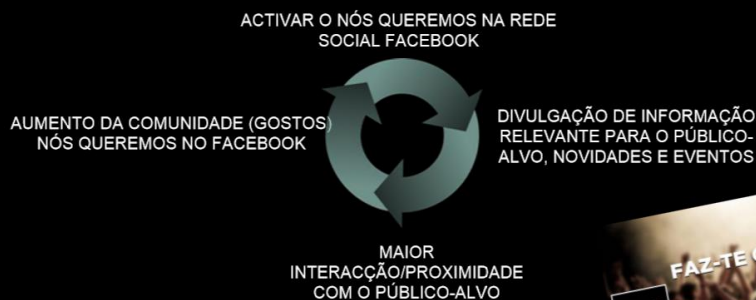 ACTIVAR O NÓS QUEREMOS NA REDE
SOCIAL FACEBOOK
AUMENTO DA COMUNIDADE (GOSTOS)
NÓS QUEREMOS NO FACEBOOK
DIVULGAÇÃO DE INFORMAÇÃO
RELEVANTE PARA O PÚBLICO-
ALVO, NOVIDADES E EVENTOS
MAIOR
INTERACÇÃO/PROXIMIDADE
COM O PÚBLICO-ALVO
FAZ-TE